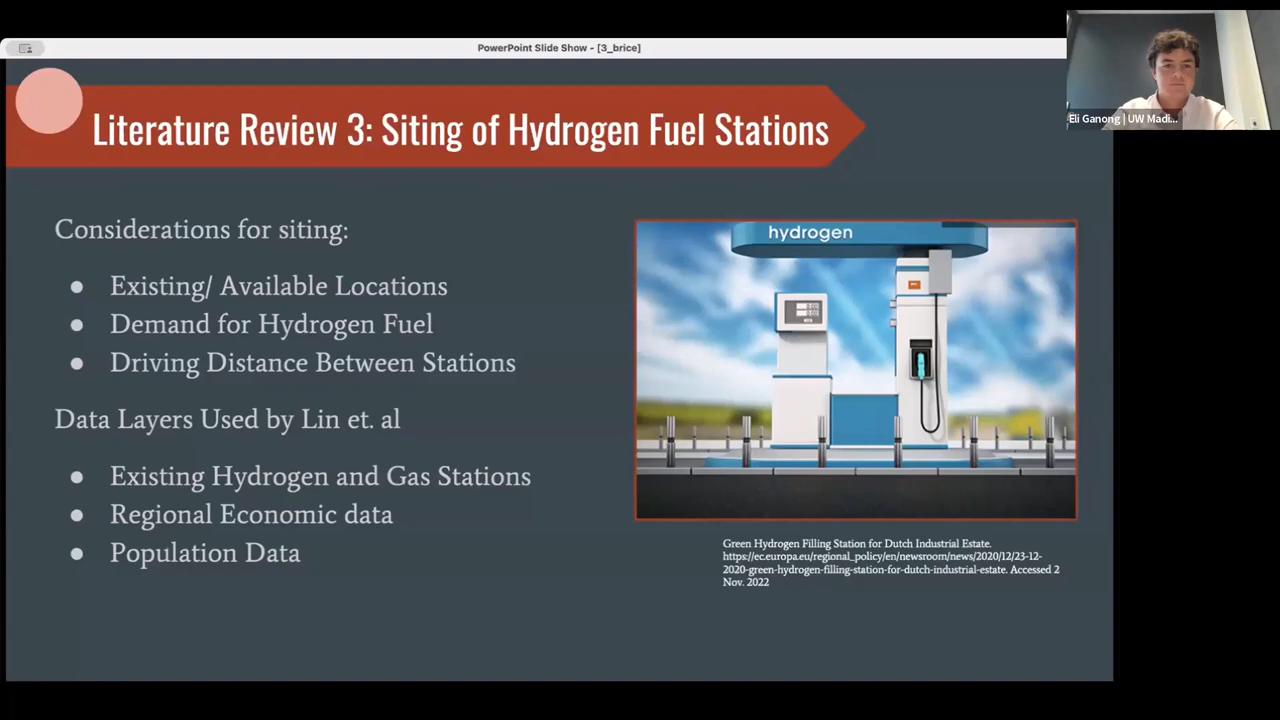 PowerPoint Slide Show - [3_brice]
Eli Ganong | UW Madi...
Literature Review 3: Siting of Hydrogen Fuel Stations
Considerations for siting:
● Existing/ Available Locations
● Demand for Hydrogen Fuel
● Driving Distance Between Stations
Data Layers Used by Lin et. al
● Existing Hydrogen and Gas Stations
● Regional Economic data
● Population Data
hydrogen
Green Hydrogen Filling Station for Dutch Industrial Estate.
https://ec.europa.eu/regional_policy/en/newsroom/news/2020/12/23-12-
2020-green-hydrogen-filling-station-for-dutch-industrial-estate. Accessed 2
Nov. 2022